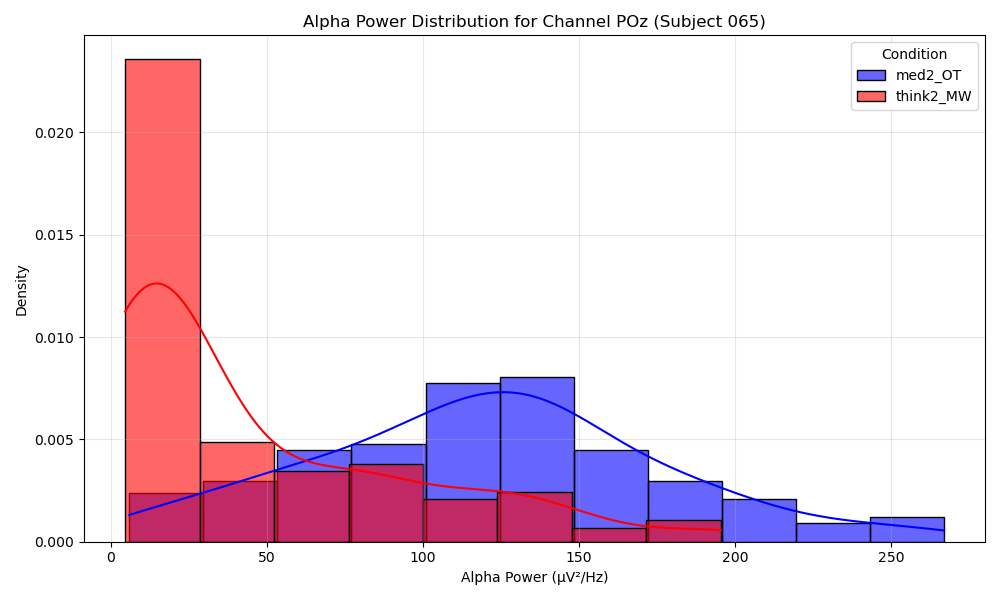 Alpha Power Distribution for Channel POz (Subject 065)
Condition
med2_OT
think2_MW
0.020
0.015
0.010
0.005
0.000
Density
0 50 100 150 200 250
Alpha Power (μV²/Hz)